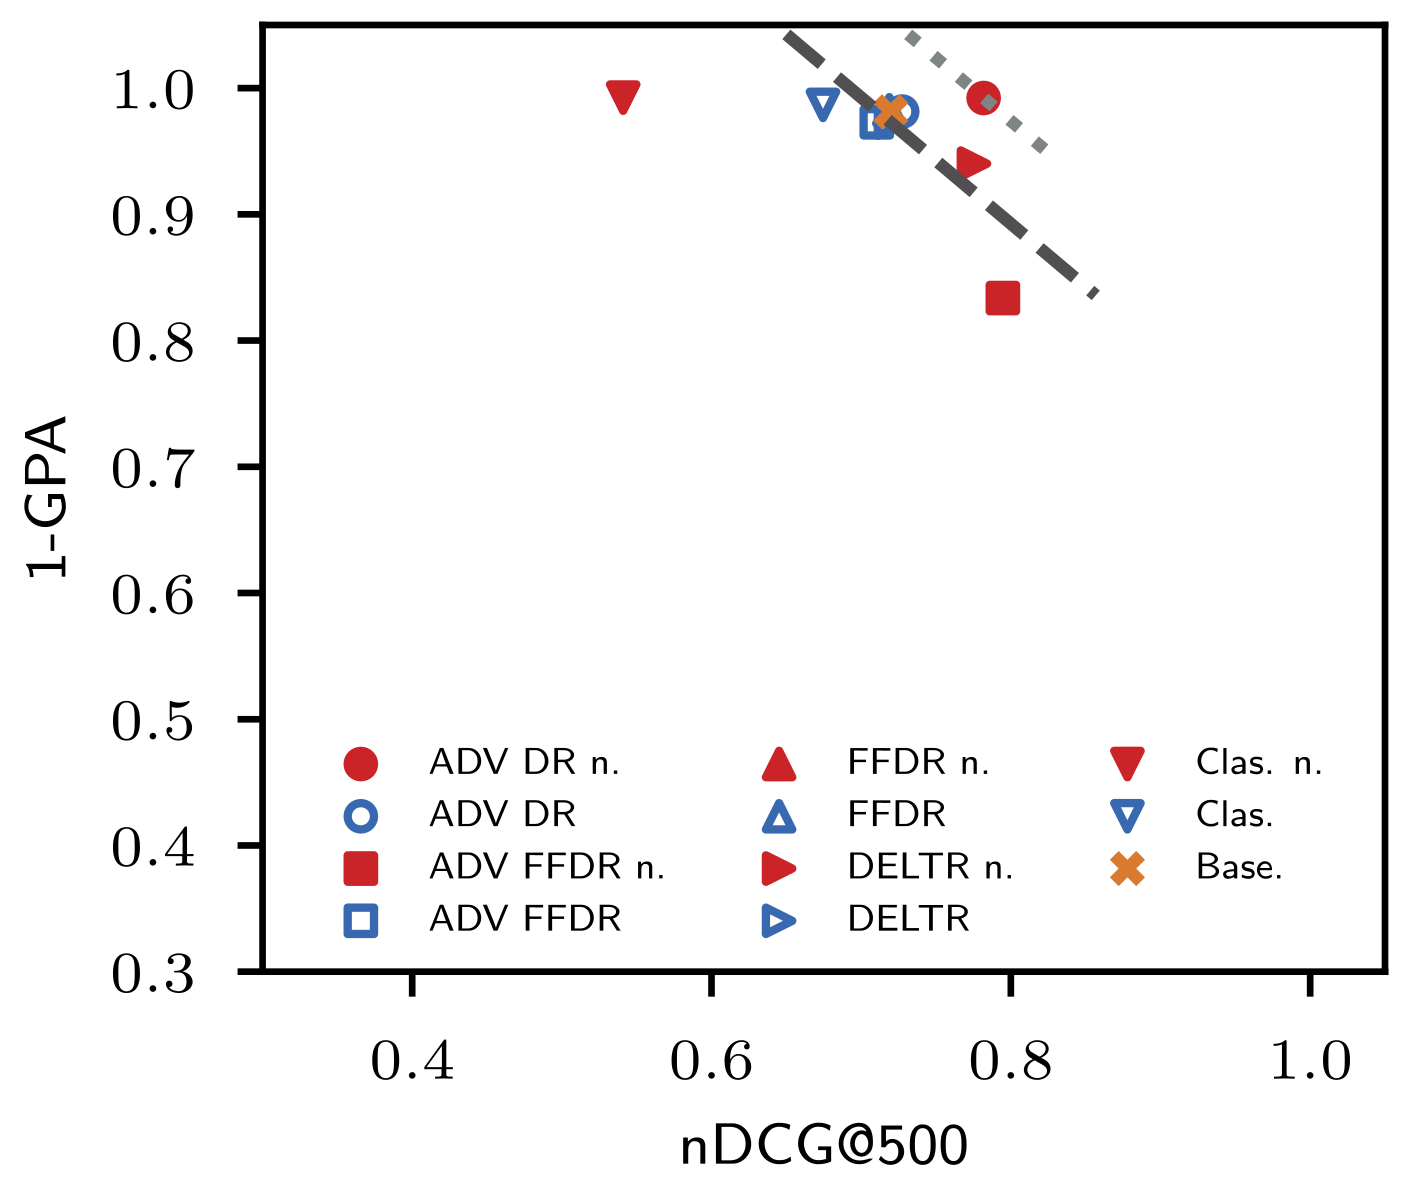 1.0
0.9
0.8
0.7
0.6
0.5
0.4
0.3
1-GPA
ADV DR n.
ADV DR
ADV FFDR n.
ADV FFDR
FFDR n.
FFDR
DELTR n.
DELTR
Clas. n.
Clas.
Base.
0.4 0.6 0.8 1.0
nDCG@500